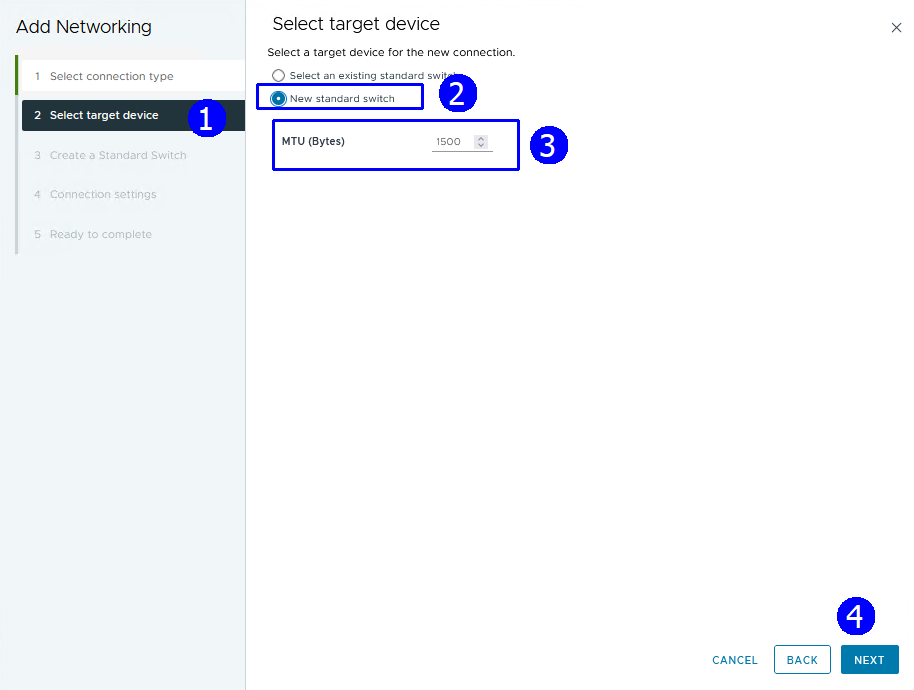 Add Networking
1 Select connection type
2 Select target device
1
3 Create a Standard Switch
4 Connection settings
5 Ready to complete
Select target device
Select a target device for the new connection.
Select an existing standard switch
New standard switch
2
MTU (Bytes) 1500
3
4
CANCEL BACK NEXT